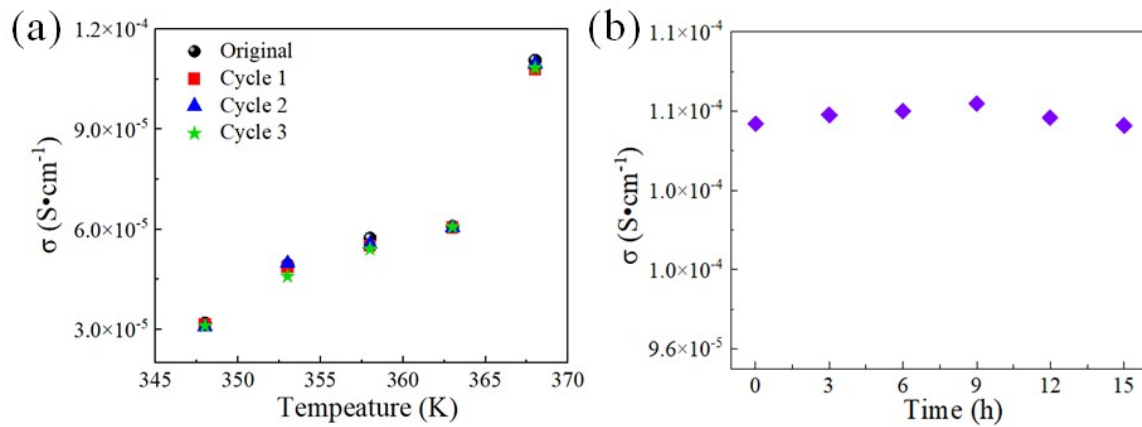 (a)
1.2×10⁻⁴
9.0×10⁻⁵
6.0×10⁻⁵
3.0×10⁻⁵
σ (S•cm⁻¹)
Original
Cycle 1
Cycle 2
Cycle 3
345 350 355 360 365 370
Tempeature (K)
(b)
1.1×10⁻⁴
1.1×10⁻⁴
1.0×10⁻⁴
1.0×10⁻⁴
9.6×10⁻⁵
σ (S•cm⁻¹)
0 3 6 9 12 15
Time (h)